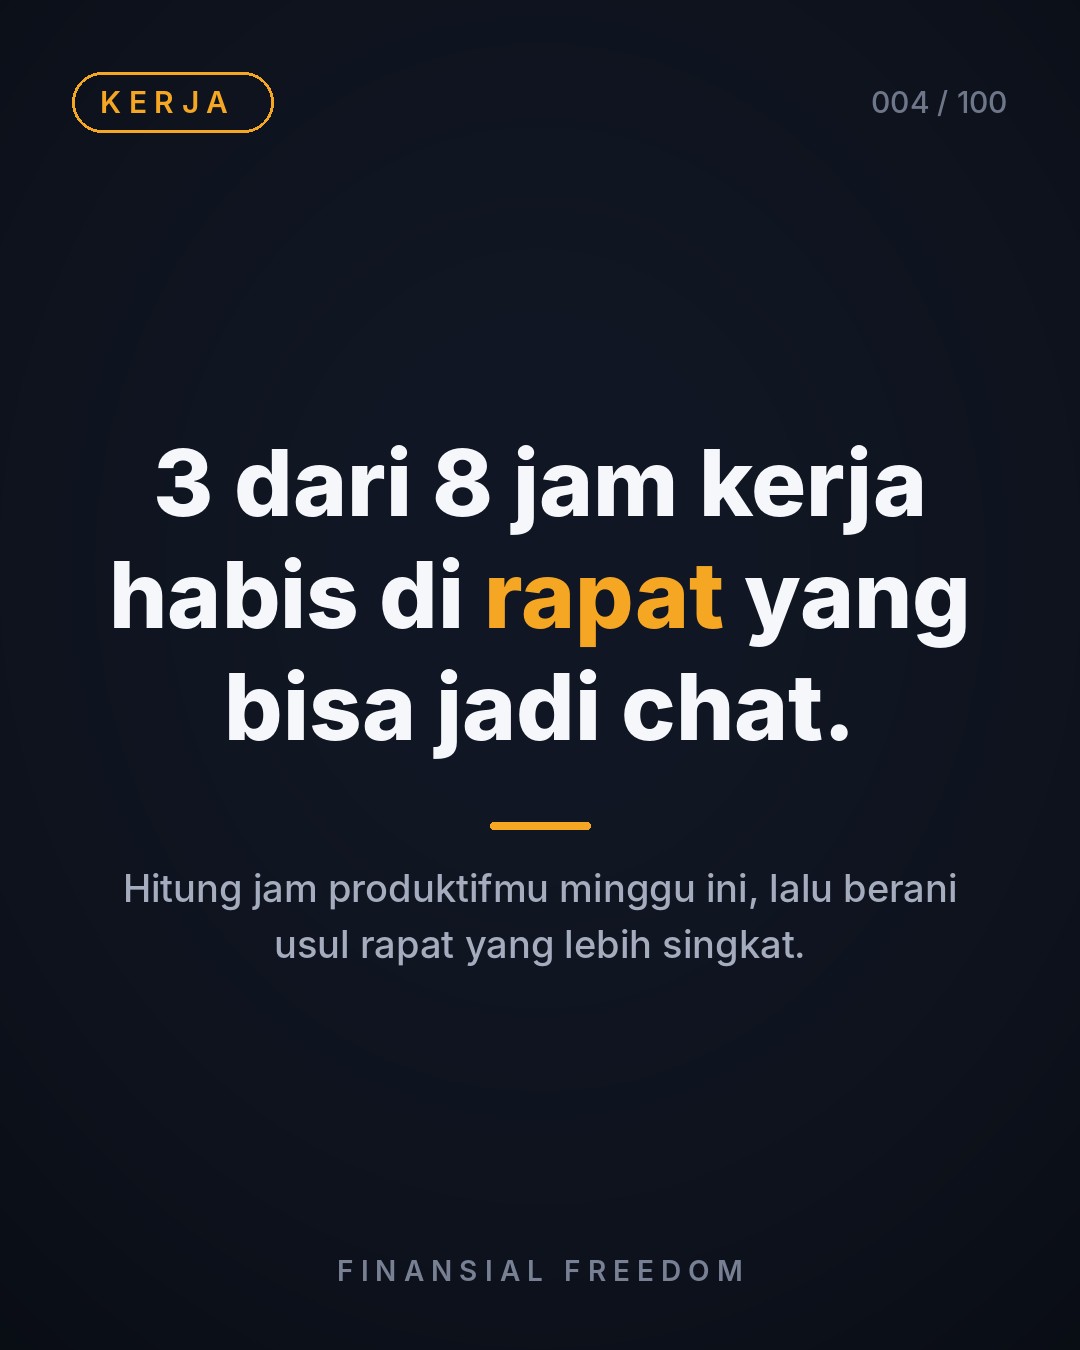 KERJA
004 / 100
3 dari 8 jam kerja
habis di rapat yang
bisa jadi chat.
Hitung jam produktifmu minggu ini, lalu berani
usul rapat yang lebih singkat.
FINANSIAL FREEDOM